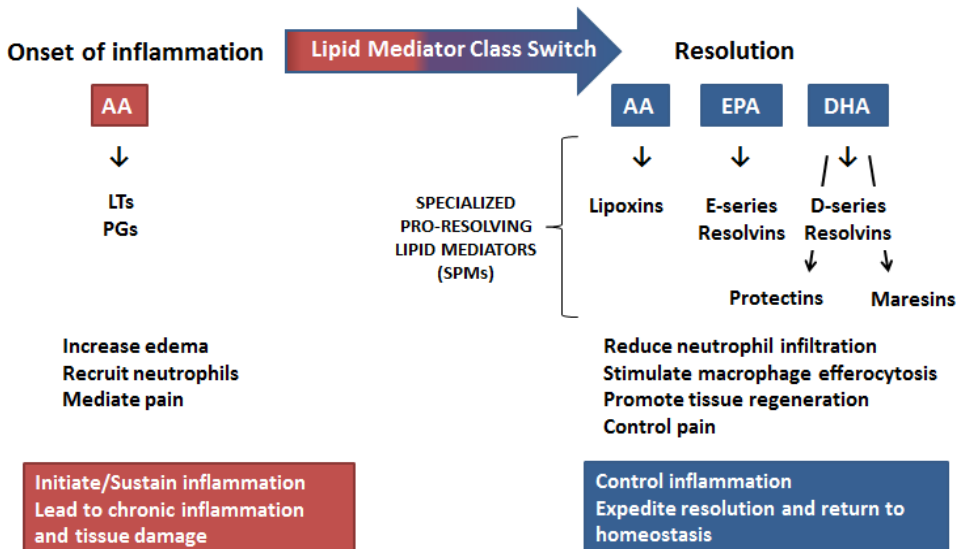 Onset of inflammation
Lipid Mediator Class Switch
Resolution
AA
LTs
PGs
Increase edema
Recruit neutrophils
Mediate pain
Initiate/Sustain inflammation
Lead to chronic inflammation
and tissue damage
SPECIALIZED
PRO-RESOLVING
LIPID MEDIATORS
(SPMs)
AA
EPA
DHA
Lipoxins
E-series
Resolvins
D-series
Resolvins
Protectins
Maresins
Reduce neutrophil infiltration
Stimulate macrophage efferocytosis
Promote tissue regeneration
Control pain
Control inflammation
Expedite resolution and return to
homeostasis